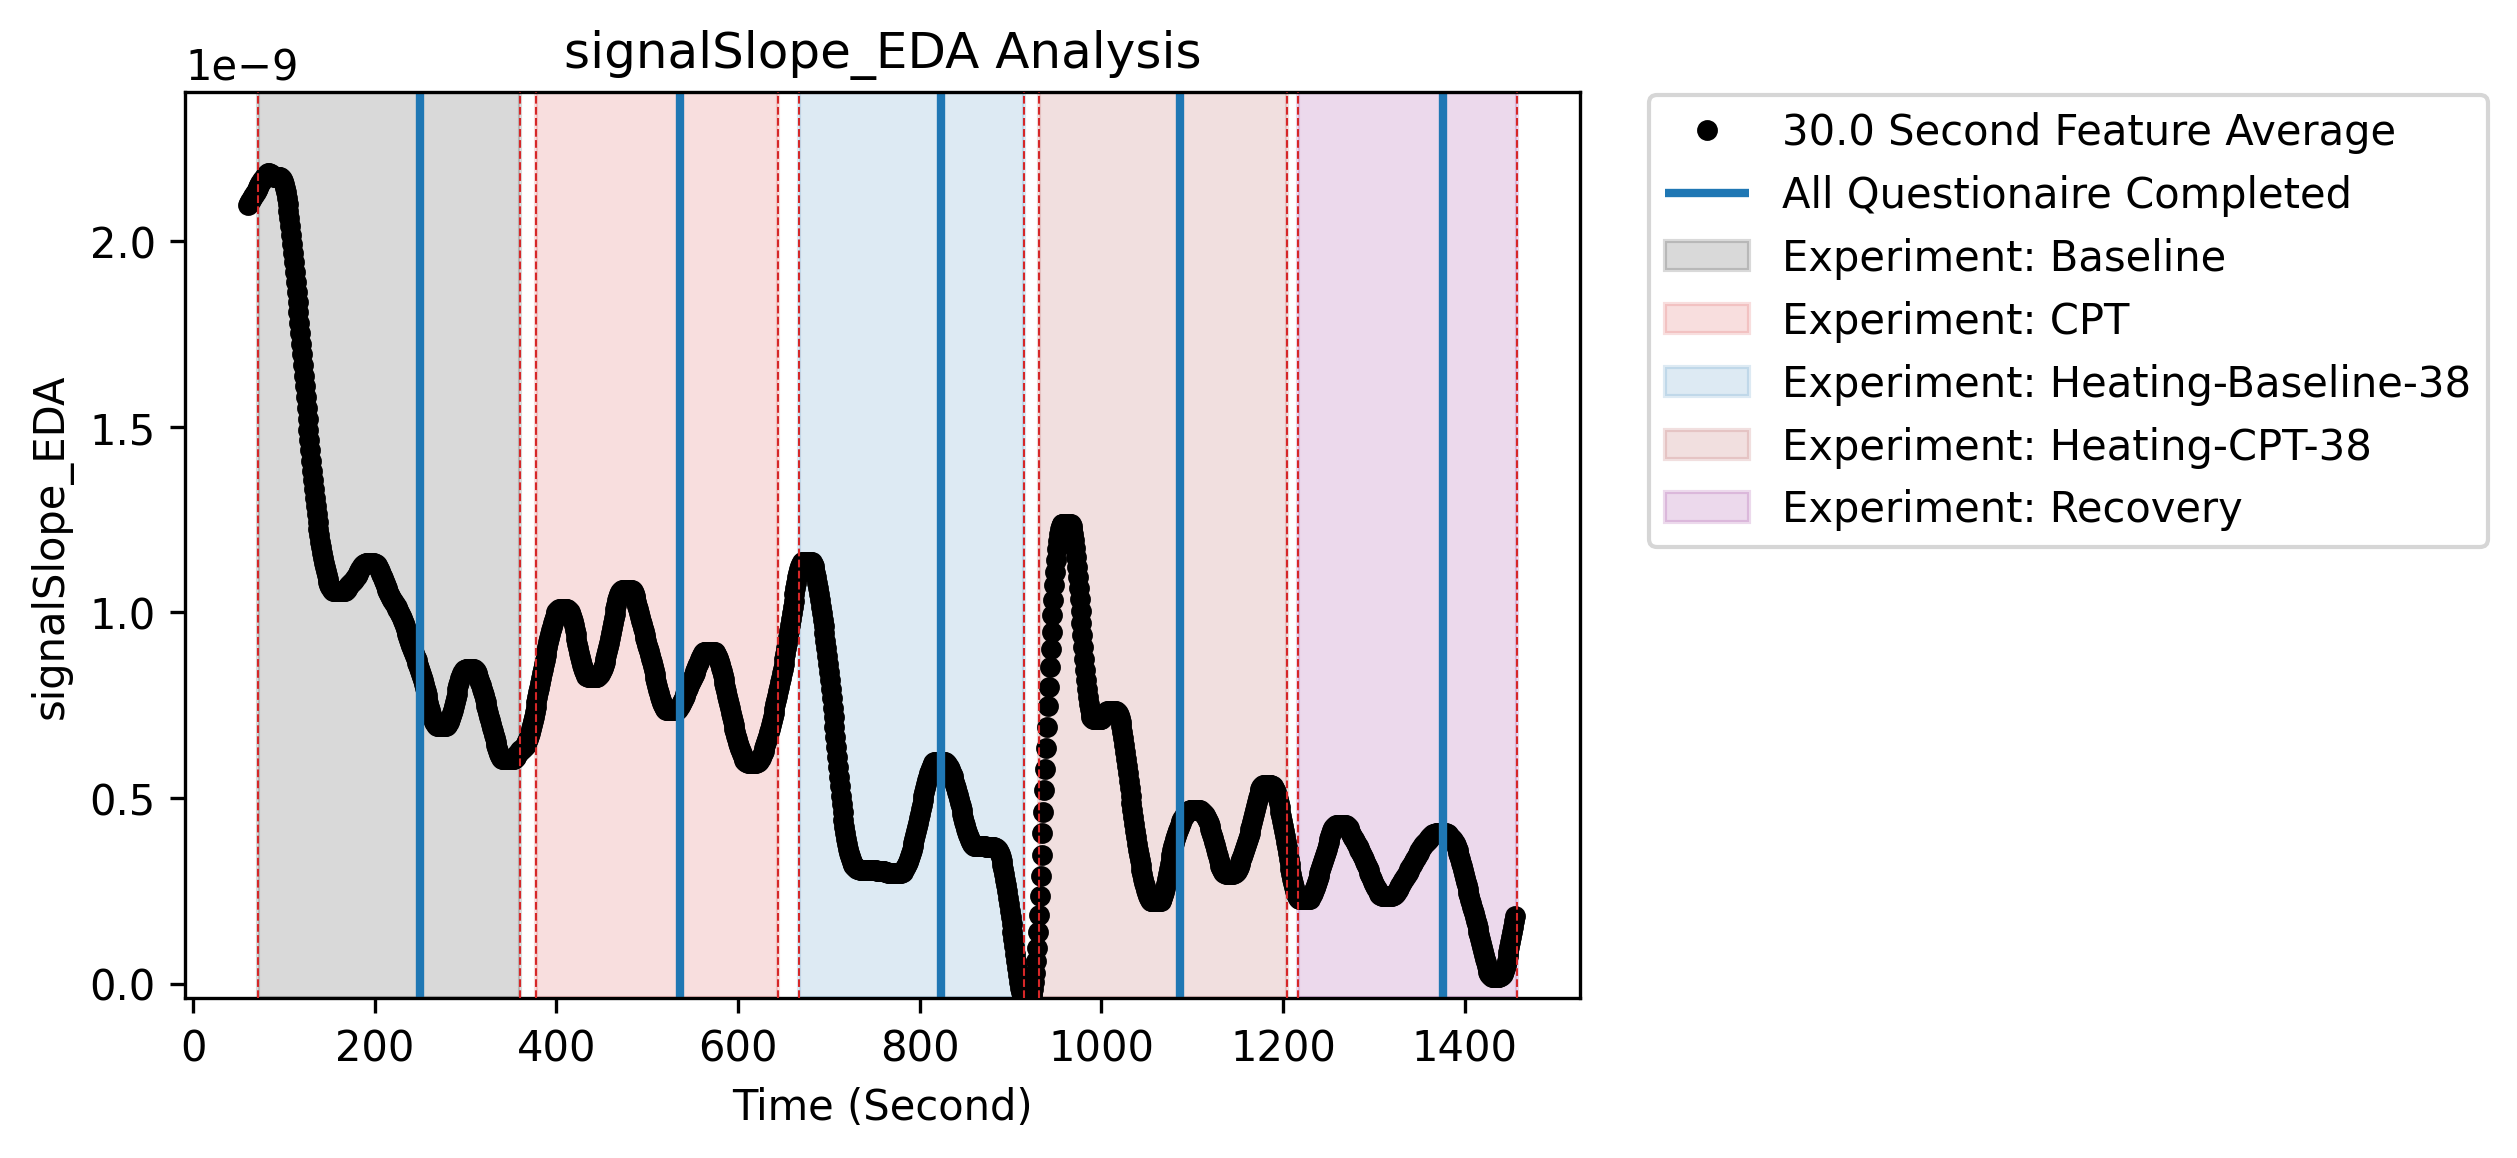 signalSlope_EDA Analysis
1e−9
signalSlope_EDA
2.0
1.5
1.0
0.5
0.0
0 200 400 600 800 1000 1200 1400
Time (Second)
30.0 Second Feature Average
All Questionaire Completed
Experiment: Baseline
Experiment: CPT
Experiment: Heating-Baseline-38
Experiment: Heating-CPT-38
Experiment: Recovery